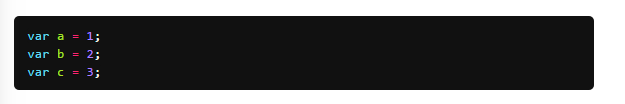 var a = 1;
var b = 2;
var c = 3;